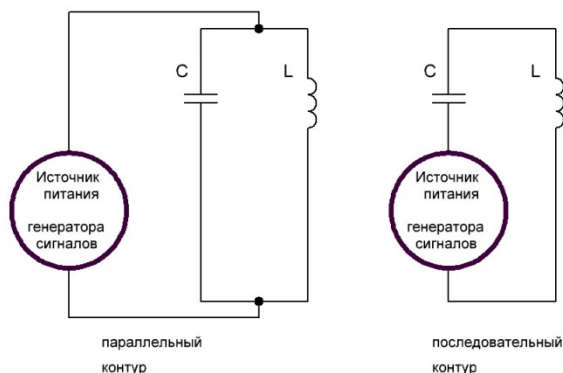 C L
Источник
питания
генератора
сигналов
параллельный
контур
C L
Источник
питания
генератора
сигналов
последовательный
контур